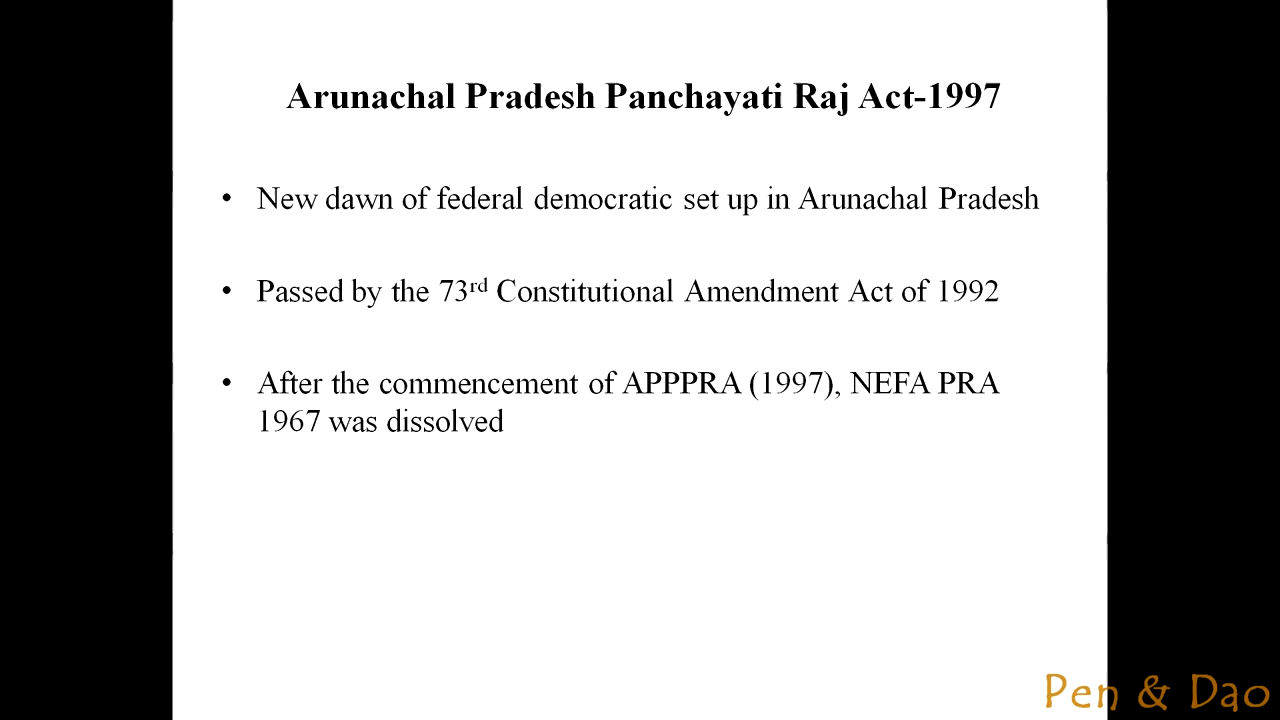 Arunachal Pradesh Panchayati Raj Act-1997
• New dawn of federal democratic set up in Arunachal Pradesh
• Passed by the 73rd Constitutional Amendment Act of 1992
• After the commencement of APPPRA (1997), NEFA PRA
1967 was dissolved
Pen & Dao